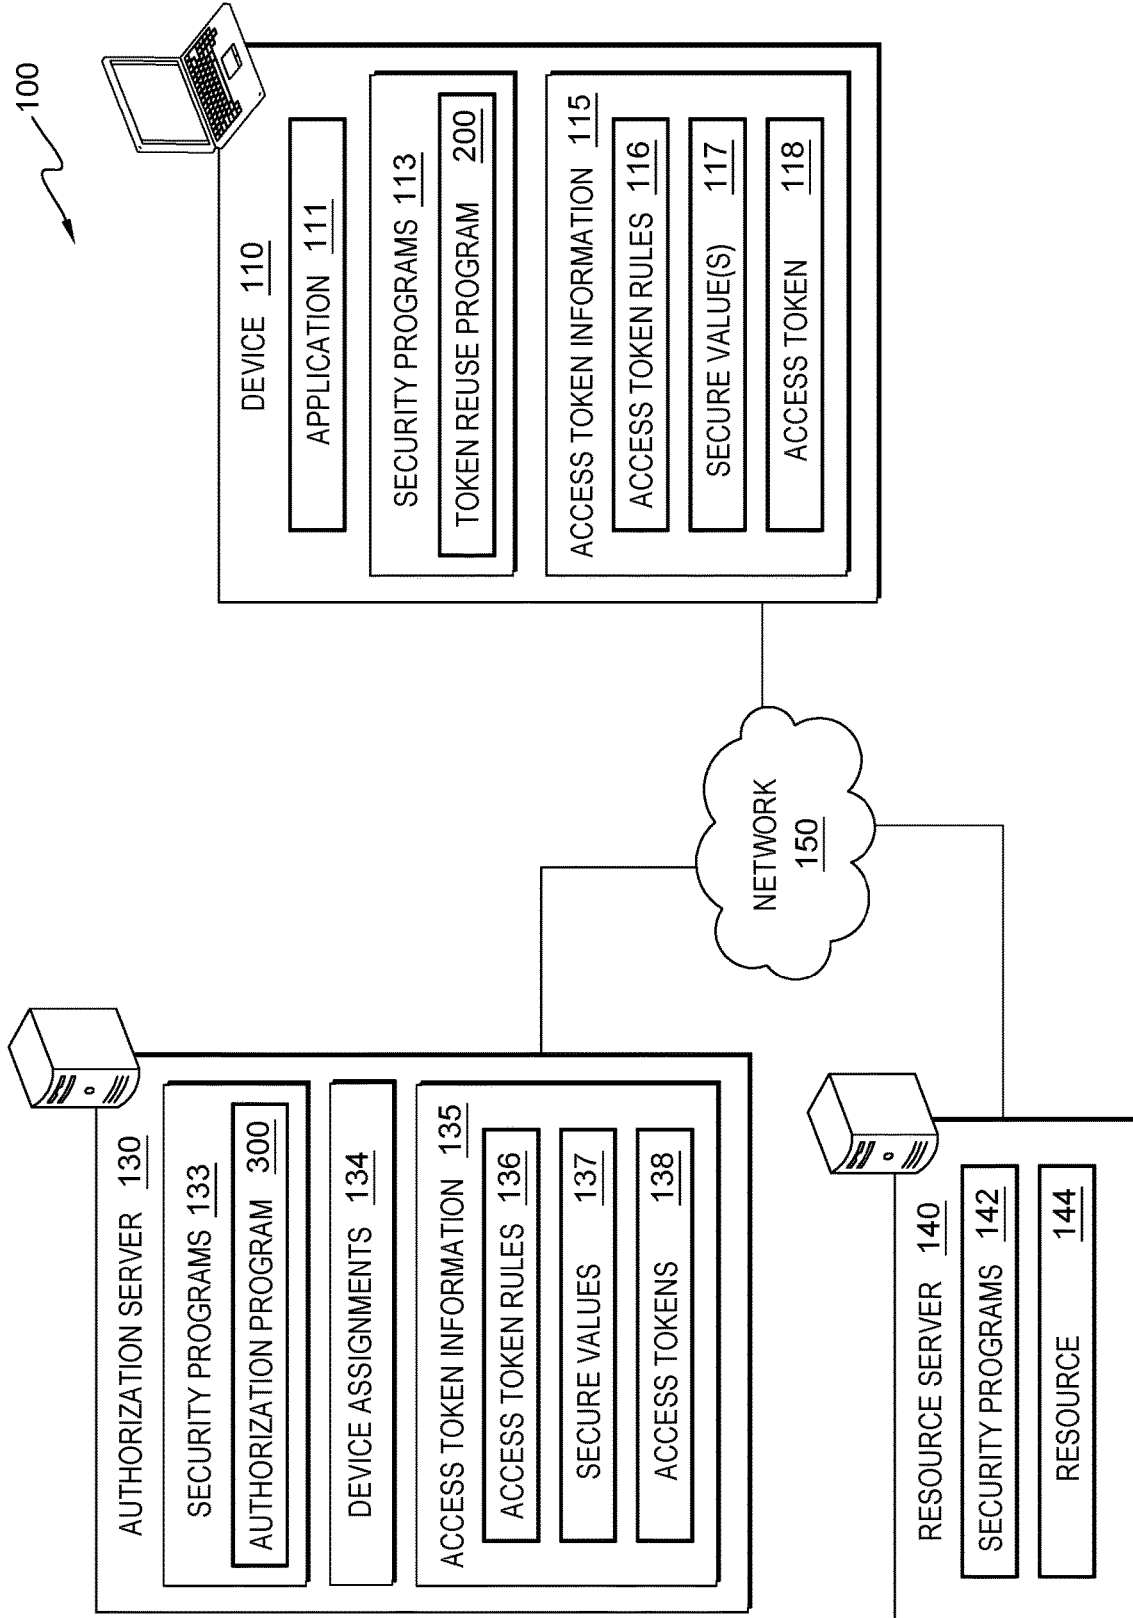 100
DEVICE 110
APPLICATION 111
SECURITY PROGRAMS 113
TOKEN REUSE PROGRAM 200
ACCESS TOKEN INFORMATION 115
ACCESS TOKEN RULES 116
SECURE VALUE(S) 117
ACCESS TOKEN 118
NETWORK
150
AUTHORIZATION SERVER 130
SECURITY PROGRAMS 133
AUTHORIZATION PROGRAM 300
DEVICE ASSIGNMENTS 134
ACCESS TOKEN INFORMATION 135
ACCESS TOKEN RULES 136
SECURE VALUES 137
ACCESS TOKENS 138
RESOURCE SERVER 140
SECURITY PROGRAMS 142
RESOURCE 144